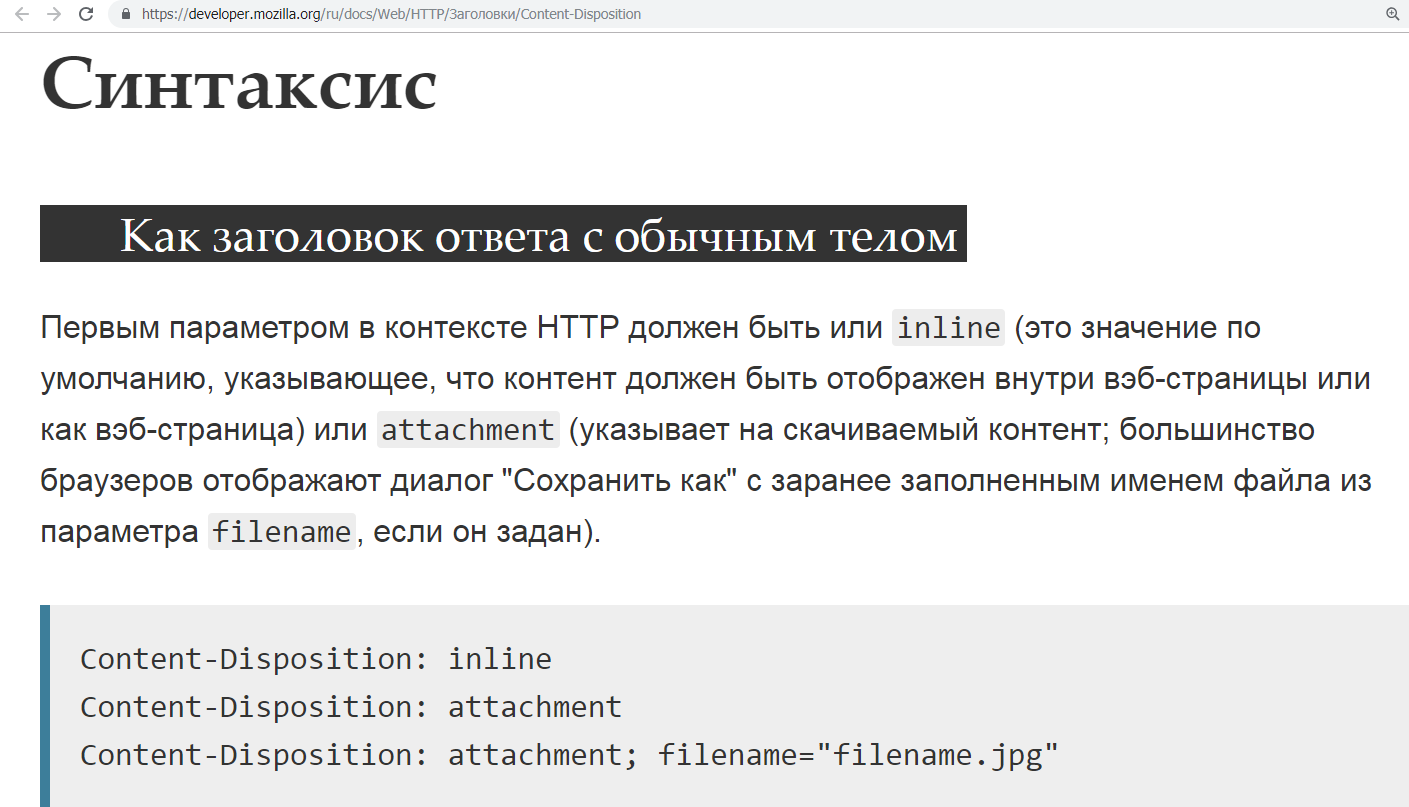 https://developer.mozilla.org/ru/docs/Web/HTTP/Заголовки/Content-Disposition
Синтаксис
Как заголовок ответа с обычным телом
Первым параметром в контексте HTTP должен быть или inline (это значение по
умолчанию, указывающее, что контент должен быть отображен внутри вэб-страницы или
как вэб-страница) или attachment (указывает на скачиваемый контент; большинство
браузеров отображают диалог "Сохранить как" с заранее заполненным именем файла из
параметра filename, если он задан).
Content-Disposition: inline
Content-Disposition: attachment
Content-Disposition: attachment; filename="filename.jpg"